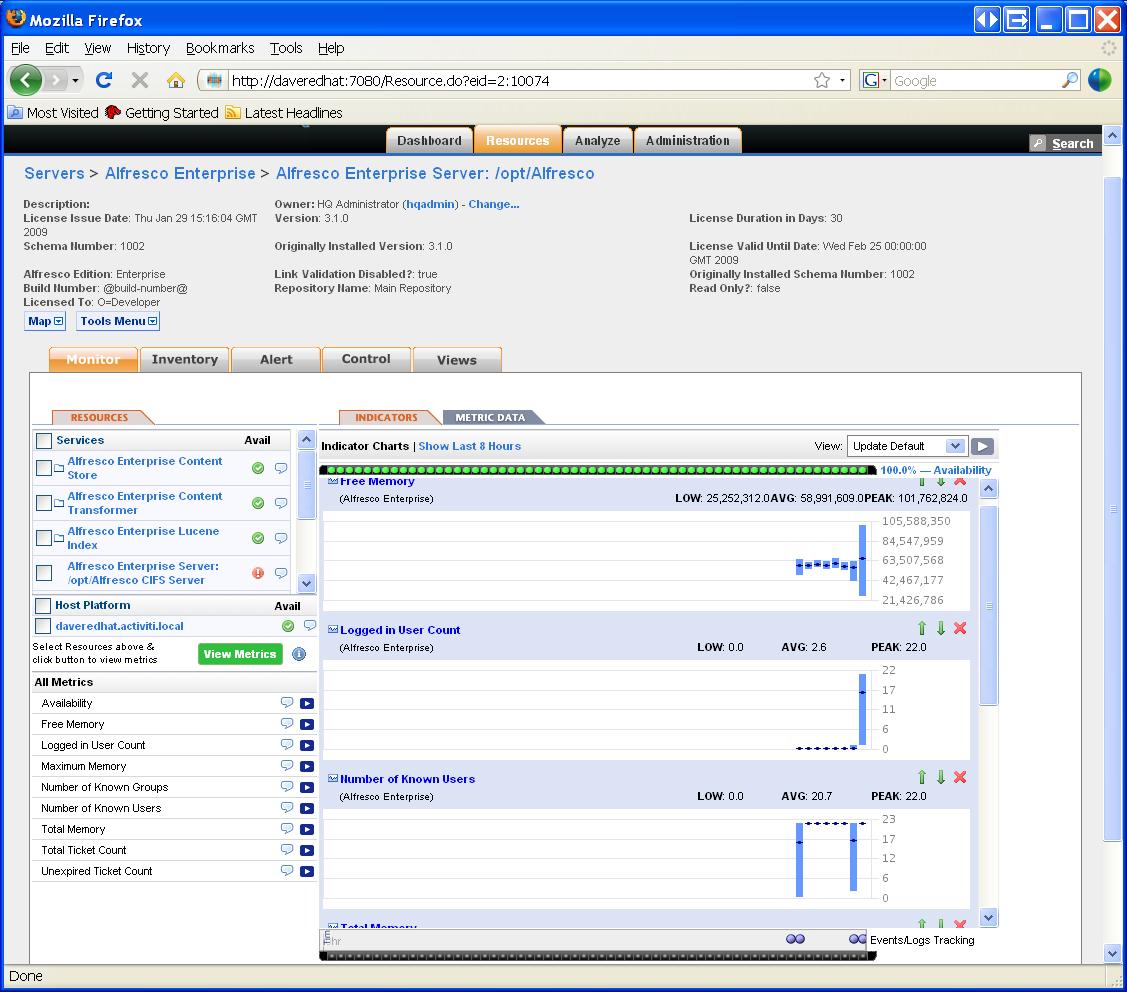 Mozilla Firefox
File Edit View History Bookmarks Tools Help
http://daveredhat:7080/Resource.do?eid=2:10074
G Google
Most Visited Getting Started Latest Headlines
Dashboard Resources Analyze Administration
Search
Servers > Alfresco Enterprise > Alfresco Enterprise Server: /opt/Alfresco
Description: Owner: HQ Administrator (hqadmin) - Change...
License Issue Date: Thu Jan 29 15:16:04 GMT 2009 Version: 3.1.0 License Duration in Days: 30
Schema Number: 1002 Originally Installed Version: 3.1.0 License Valid Until Date: Wed Feb 25 00:00:00 GMT 2009
Alfresco Edition: Enterprise Link Validation Disabled?: true Originally Installed Schema Number: 1002
Build Number: @build-number@ Repository Name: Main Repository Read Only?: false
Licensed To: O=Developer
Map Tools Menu
Monitor Inventory Alert Control Views
RESOURCES
Services Avail
Alfresco Enterprise Content
Store
Alfresco Enterprise Content
Transformer
Alfresco Enterprise Lucene
Index
Alfresco Enterprise Server:
/opt/Alfresco CIFS Server
Host Platform Avail
daveredhat.activiti.local
Select Resources above &
click button to view metrics
View Metrics
All Metrics
Availability
Free Memory
Logged in User Count
Maximum Memory
Number of Known Groups
Number of Known Users
Total Memory
Total Ticket Count
Unexpired Ticket Count
INDICATORS METRIC DATA
Indicator Charts | Show Last 8 Hours View: Update Default
100.0% — Availability
Free Memory
(Alfresco Enterprise) LOW: 25,252,312.0 AVG: 58,991,609.0 PEAK: 101,762,824.0
105,588,350
84,547,959
63,507,568
42,467,177
21,426,786
Logged in User Count
(Alfresco Enterprise) LOW: 0.0 AVG: 2.6 PEAK: 22.0
22
17
11
6
0
Number of Known Users
(Alfresco Enterprise) LOW: 0.0 AVG: 20.7 PEAK: 22.0
23
17
12
6
0
Total Memory
Events/Logs Tracking
Done